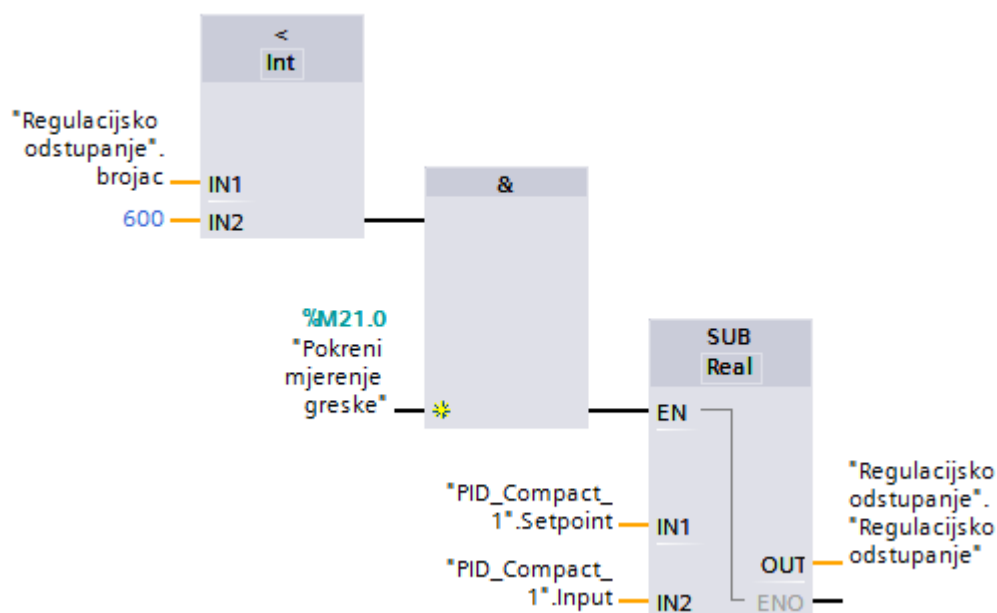 <
Int
"Regulacijsko
odstupanje".
brojac
IN1
600
IN2
&
%M21.0
"Pokreni
mjerenje
greske"
SUB
Real
EN
"PID_Compact_
1".Setpoint
IN1
"PID_Compact_
1".Input
IN2
OUT
ENO
"Regulacijsko
odstupanje".
"Regulacijsko
odstupanje"